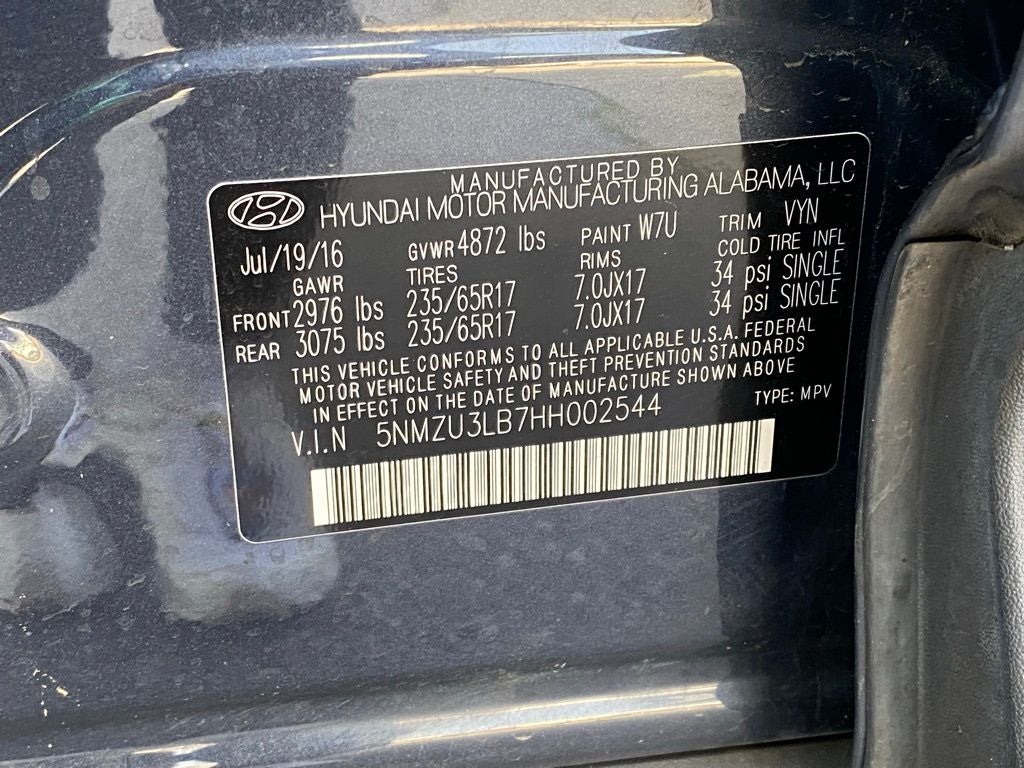 MANUFACTURED BY
HYUNDAI MOTOR MANUFACTURING ALABAMA, LLC
Jul/19/16 GVWR 4872 lbs PAINT W7U TRIM VYN
GAWR TIRES RIMS COLD TIRE INFL
FRONT 2976 lbs 235/65R17 7.0JX17 34 psi SINGLE
REAR 3075 lbs 235/65R17 7.0JX17 34 psi SINGLE
THIS VEHICLE CONFORMS TO ALL APPLICABLE U.S.A. FEDERAL
MOTOR VEHICLE SAFETY AND THEFT PREVENTION STANDARDS
IN EFFECT ON THE DATE OF MANUFACTURE SHOWN ABOVE
V.I.N 5NMZU3LB7HH002544 TYPE: MPV